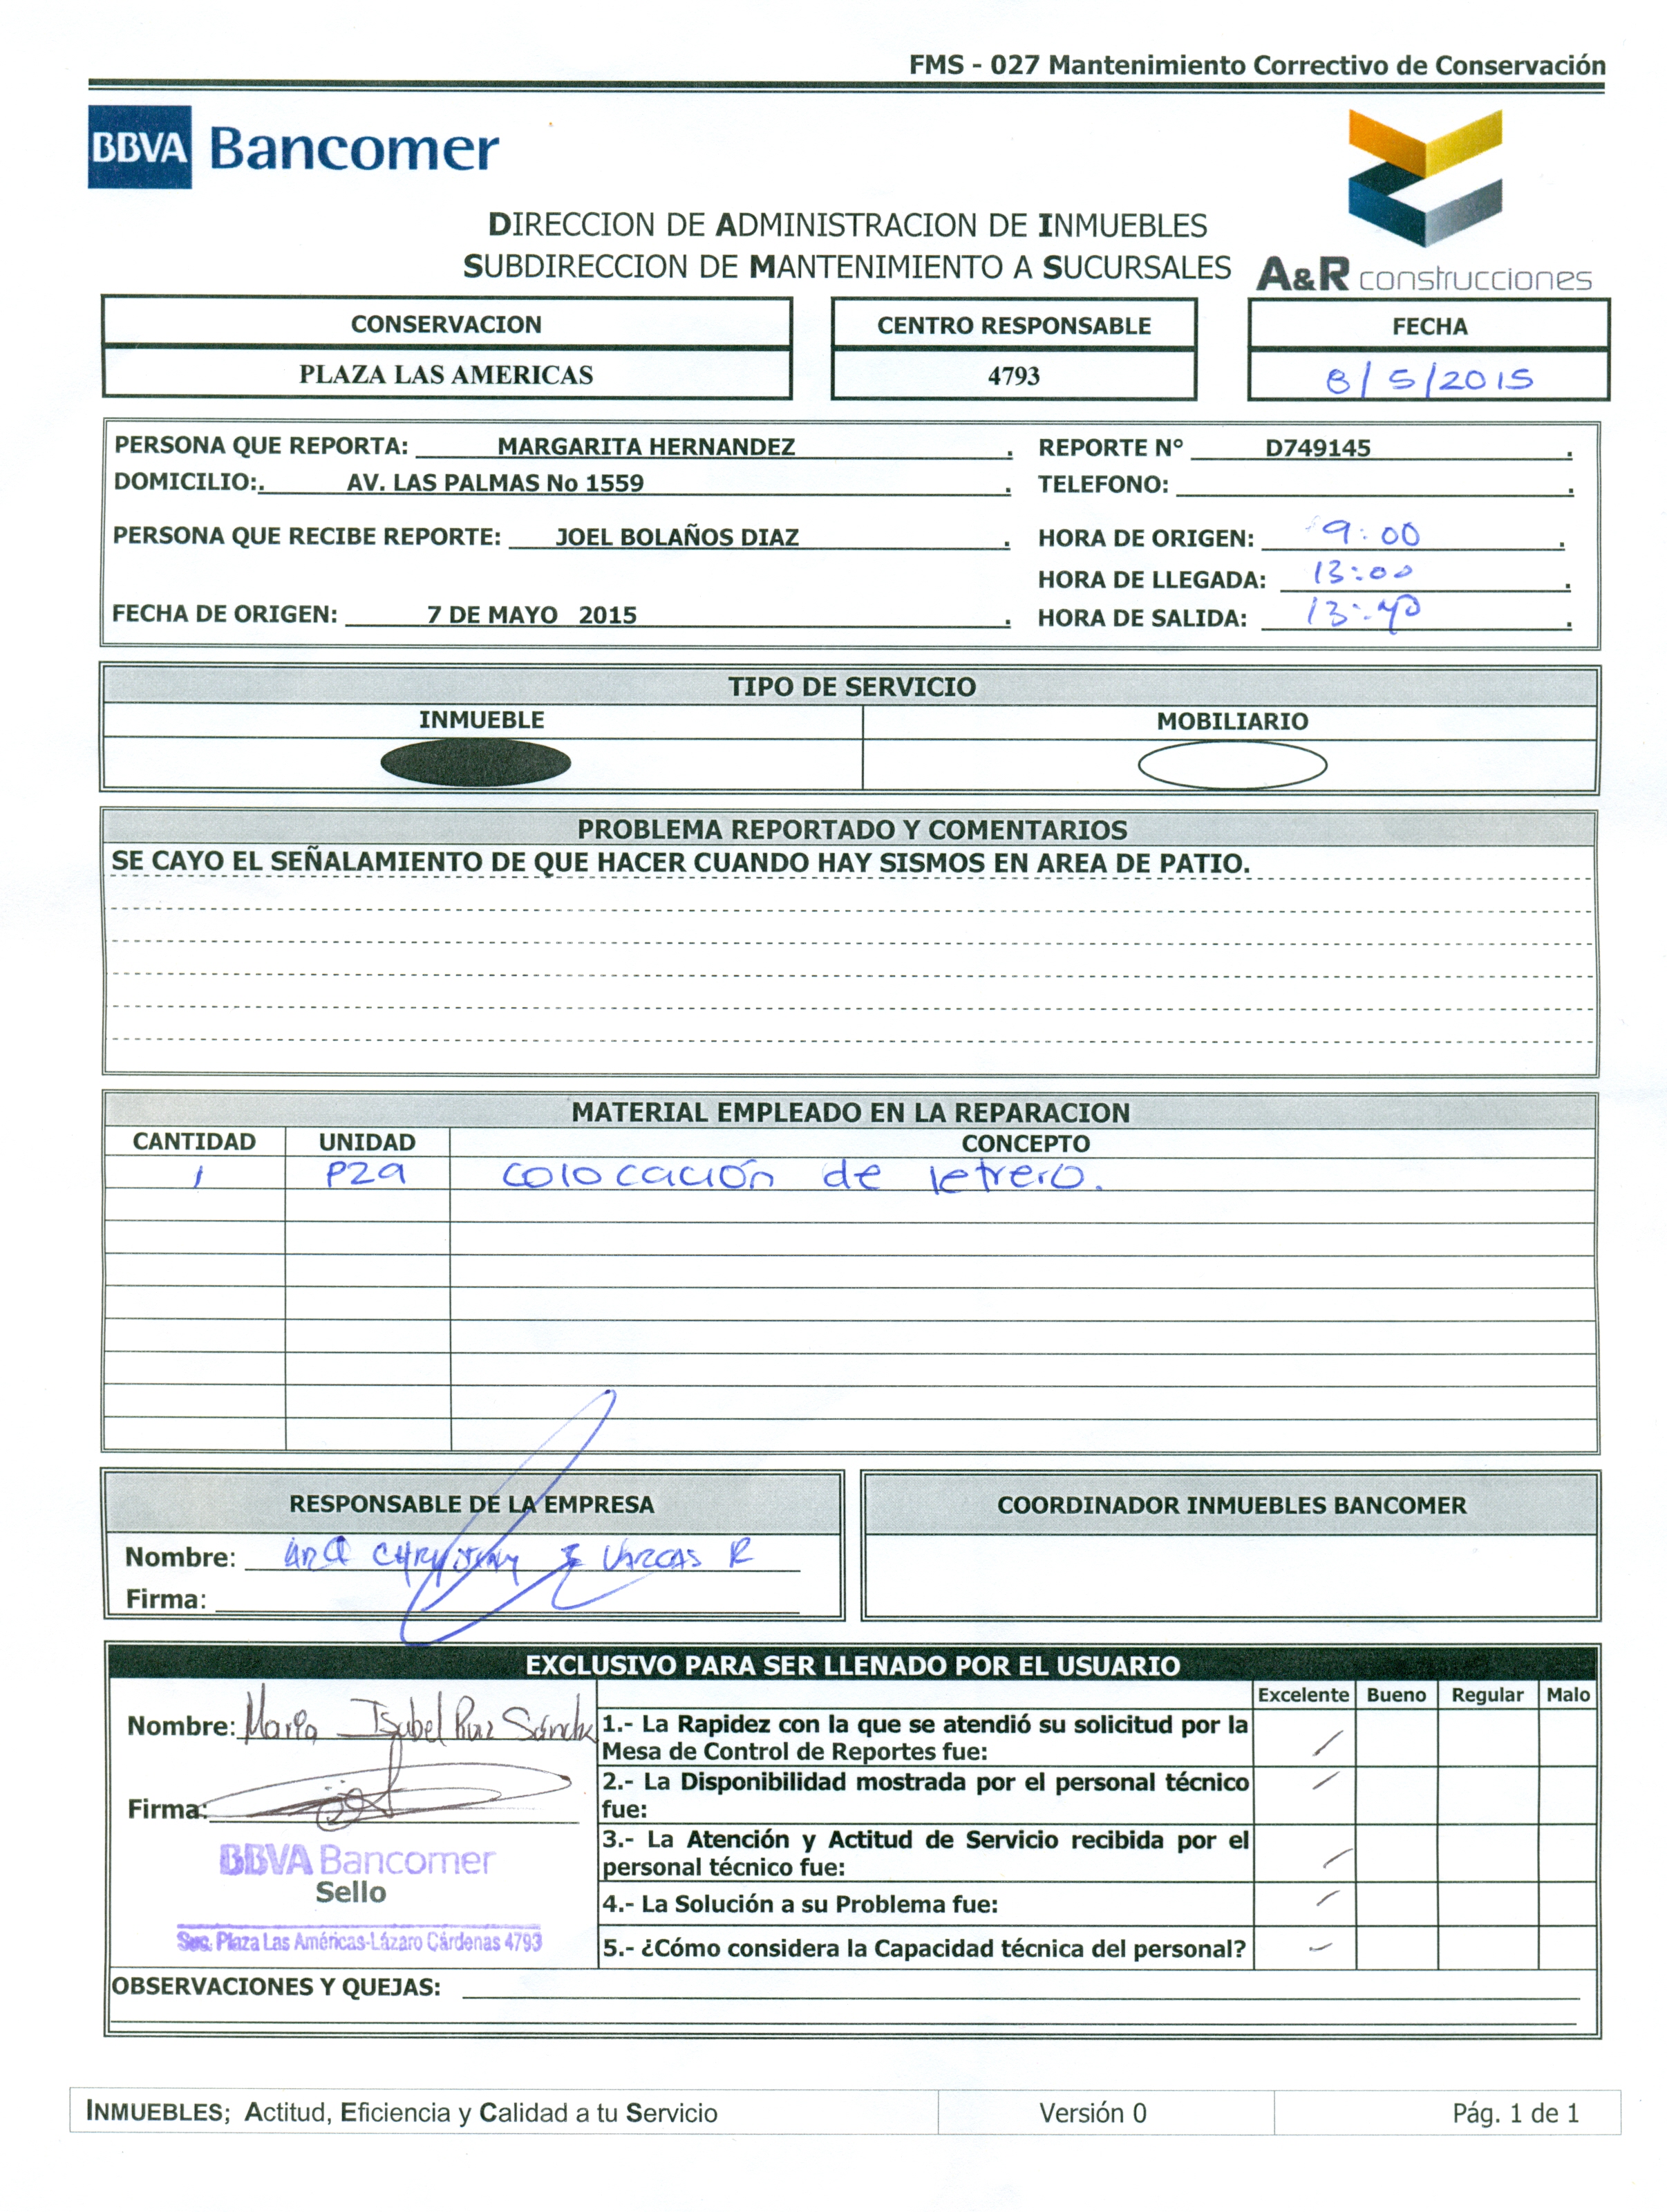 FMS - 027 Mantenimiento Correctivo de Conservación
BBVA Bancomer
DIRECCION DE ADMINISTRACION DE INMUEBLES
SUBDIRECCION DE MANTENIMIENTO A SUCURSALES
A&R construcciones
CONSERVACION CENTRO RESPONSABLE FECHA
PLAZA LAS AMERICAS 4793 8/5/2015
PERSONA QUE REPORTA: MARGARITA HERNANDEZ . REPORTE N° D749145 .
DOMICILIO:. AV. LAS PALMAS No 1559 . TELEFONO: .
PERSONA QUE RECIBE REPORTE: JOEL BOLAÑOS DIAZ . HORA DE ORIGEN: 9:00 .
HORA DE LLEGADA: 13:00 .
FECHA DE ORIGEN: 7 DE MAYO 2015 . HORA DE SALIDA: 13:40 .
TIPO DE SERVICIO
INMUEBLE MOBILIARIO
PROBLEMA REPORTADO Y COMENTARIOS
SE CAYO EL SEÑALAMIENTO DE QUE HACER CUANDO HAY SISMOS EN AREA DE PATIO.
MATERIAL EMPLEADO EN LA REPARACION
CANTIDAD UNIDAD CONCEPTO
1 PZA colocación de letrero.
RESPONSABLE DE LA EMPRESA COORDINADOR INMUEBLES BANCOMER
Nombre: VARGAS R
Firma:
EXCLUSIVO PARA SER LLENADO POR EL USUARIO
Excelente Bueno Regular Malo
Nombre: Maria Isabel Ruiz
1.- La Rapidez con la que se atendió su solicitud por la
Mesa de Control de Reportes fue:
2.- La Disponibilidad mostrada por el personal técnico
fue:
Firma:
3.- La Atención y Actitud de Servicio recibida por el
personal técnico fue:
BBVA Bancomer
Sello
4.- La Solución a su Problema fue:
Suc. Plaza Las Américas-Lázaro Cárdenas 4793
5.- ¿Cómo considera la Capacidad técnica del personal?
OBSERVACIONES Y QUEJAS:
INMUEBLES; Actitud, Eficiencia y Calidad a tu Servicio Versión 0 Pág. 1 de 1